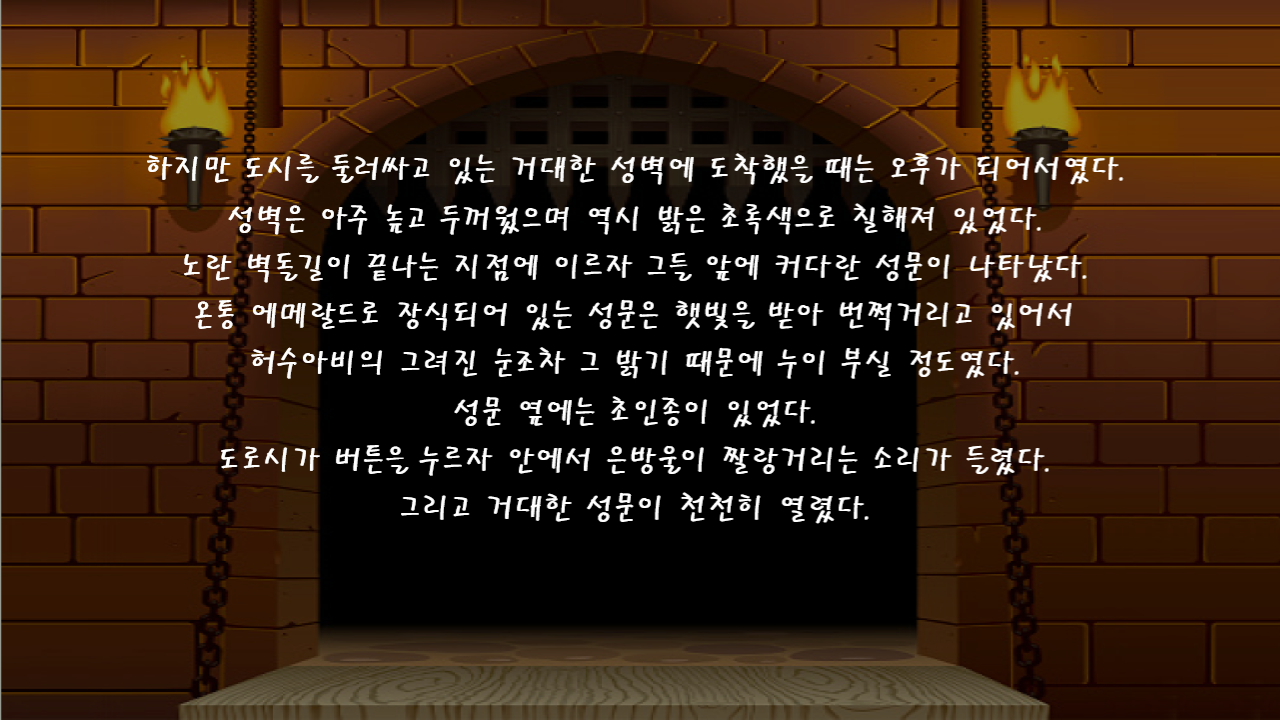 하지만 도시를 둘러싸고 있는 거대한 성벽에 도착했을 때는 오후가 되어서였다.
성벽은 아주 높고 두꺼웠으며 역시 밝은 초록색으로 칠해져 있었다.
노란 벽돌길이 끝나는 지점에 이르자 그들 앞에 커다란 성문이 나타났다.
온통 에메랄드로 장식되어 있는 성문은 햇빛을 받아 번쩍거리고 있어서
허수아비의 그려진 눈조차 그 밝기 때문에 누이 부실 정도였다.
성문 옆에는 초인종이 있었다.
도로시가 버튼을 누르자 안에서 은방울이 짤랑거리는 소리가 들렸다.
그리고 거대한 성문이 천천히 열렸다.